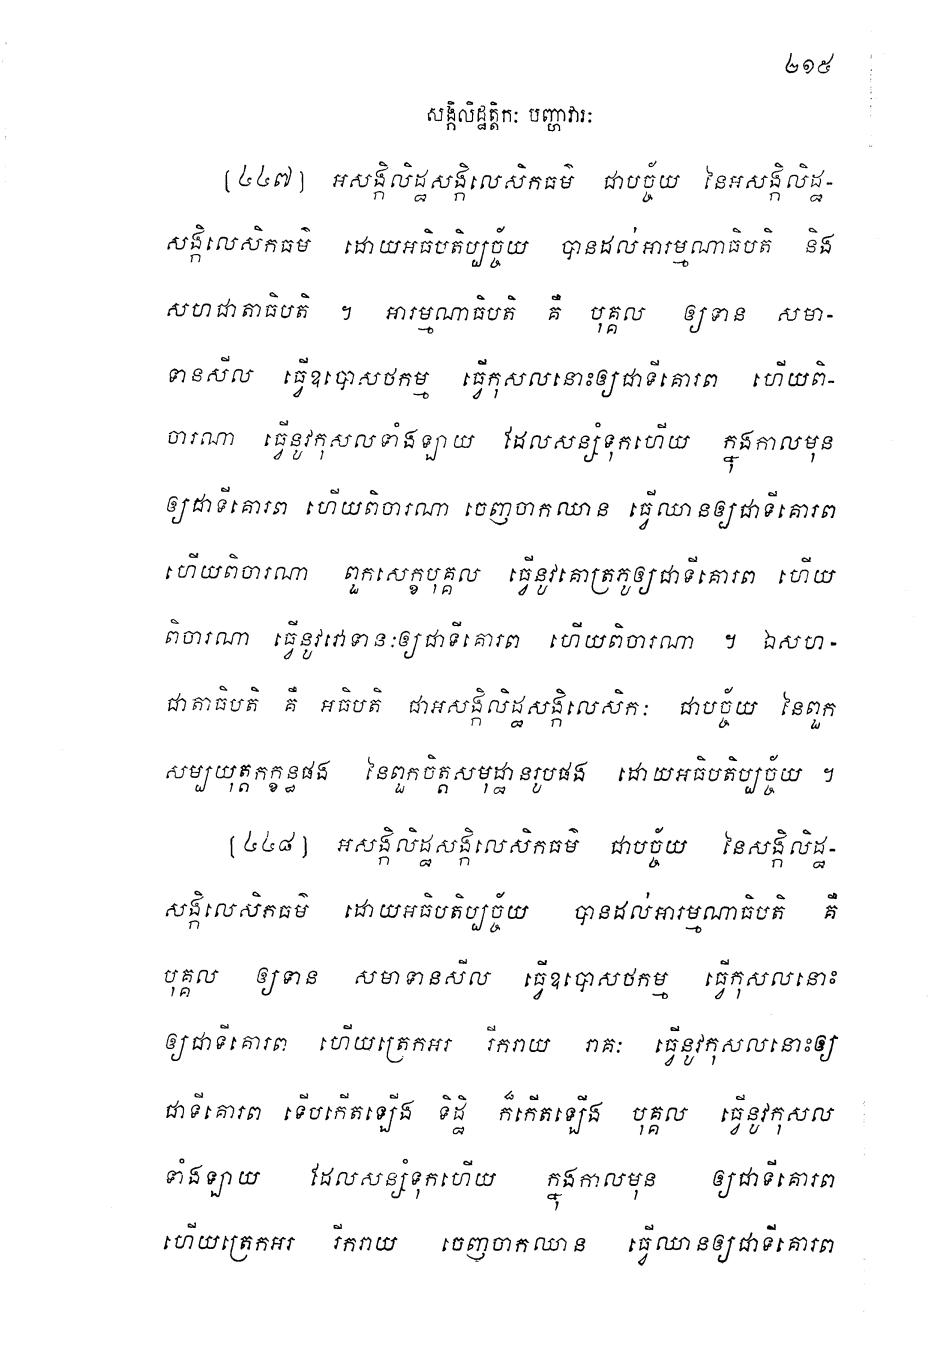 ២១៥
សង្កិលិដ្ឋត្តិកៈ បញ្ហាវារៈ
(៤៤៧) អសង្កិលិដ្ឋសង្កិលេសិកធម៌ ជាបច្ច័យ នៃអសង្កិលិដ្ឋ-
សង្កិលេសិកធម៌ ដោយអធិបតិប្បច្ច័យ បានដល់អារម្មណាធិបតិ និង
សហជាតាធិបតិ ។ អារម្មណាធិបតិ គឺ បុគ្គល ឲ្យទាន សមា-
ទានសីល ធ្វើឧបោសថកម្ម ធ្វើកុសលនោះឲ្យជាទីគោរព ហើយពិ-
ចារណា ធ្វើនូវកុសលទាំងឡាយ ដែលសន្សំទុកហើយ ក្នុងកាលមុន
ឲ្យជាទីគោរព ហើយពិចារណា ចេញចាកឈាន ធ្វើឈានឲ្យជាទីគោរព
ហើយពិចារណា ពួកសេក្ខបុគ្គល ធ្វើនូវគោត្រភូឲ្យជាទីគោរព ហើយ
ពិចារណា ធ្វើនូវវោទានៈឲ្យជាទីគោរព ហើយពិចារណា ។ ឯសហ-
ជាតាធិបតិ គឺ អធិបតិ ជាអសង្កិលិដ្ឋសង្កិលេសិកៈ ជាបច្ច័យ នៃពួក
សម្បយុត្តកក្ខន្ធផង នៃពួកចិត្តសមុដ្ឋានរូបផង ដោយអធិបតិប្បច្ច័យ ។
(៤៤៨) អសង្កិលិដ្ឋសង្កិលេសិកធម៌ ជាបច្ច័យ នៃសង្កិលិដ្ឋ-
សង្កិលេសិកធម៌ ដោយអធិបតិប្បច្ច័យ បានដល់អារម្មណាធិបតិ គឺ
បុគ្គល ឲ្យទាន សមាទានសីល ធ្វើឧបោសថកម្ម ធ្វើកុសលនោះ
ឲ្យជាទីគោរព ហើយត្រេកអរ រីករាយ រាគៈ ធ្វើនូវកុសលនោះឲ្យ
ជាទីគោរព ទើបកើតឡើង ទិដ្ឋិ ក៏កើតឡើង បុគ្គល ធ្វើនូវកុសល
ទាំងឡាយ ដែលសន្សំទុកហើយ ក្នុងកាលមុន ឲ្យជាទីគោរព
ហើយត្រេកអរ រីករាយ ចេញចាកឈាន ធ្វើឈានឲ្យជាទីគោរព